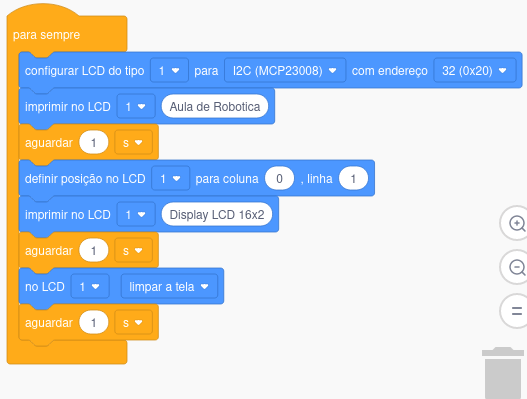 para sempre
configurar LCD do tipo 1 para I2C (MCP23008) com endereço 32 (0x20)
imprimir no LCD 1 Aula de Robotica
aguardar 1 s
definir posição no LCD 1 para coluna 0 , linha 1
imprimir no LCD 1 Display LCD 16x2
aguardar 1 s
no LCD 1 limpar a tela
aguardar 1 s